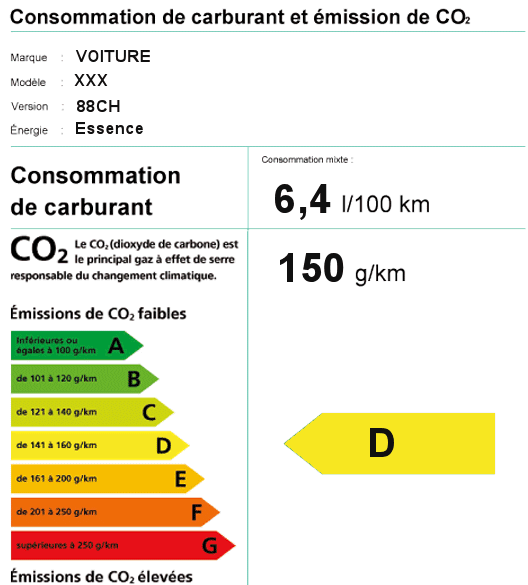 Consommation de carburant et émission de CO₂
Marque : VOITURE
Modèle : XXX
Version : 88CH
Énergie : Essence
Consommation
de carburant
Consommation mixte :
6,4 l/100 km
CO₂ Le CO₂ (dioxyde de carbone) est
le principal gaz à effet de serre
responsable du changement climatique.
150 g/km
Émissions de CO₂ faibles
Inférieures ou
égales à 100 g/km A
de 101 à 120 g/km B
de 121 à 140 g/km C
de 141 à 160 g/km D
de 161 à 200 g/km E
de 201 à 250 g/km F
supérieures à 250 g/km G
D
Émissions de CO₂ élevées